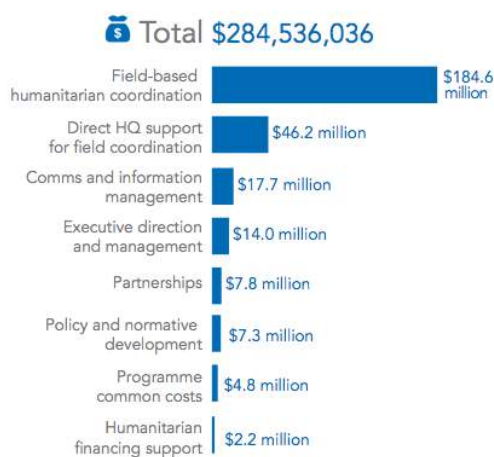 Total $284,536,036
Field-based
humanitarian coordination
$184.6
million
Direct HQ support
for field coordination
$46.2 million
Comms and information
management
$17.7 million
Executive direction
and management
$14.0 million
Partnerships
$7.8 million
Policy and normative
development
$7.3 million
Programme
common costs
$4.8 million
Humanitarian
financing support
$2.2 million